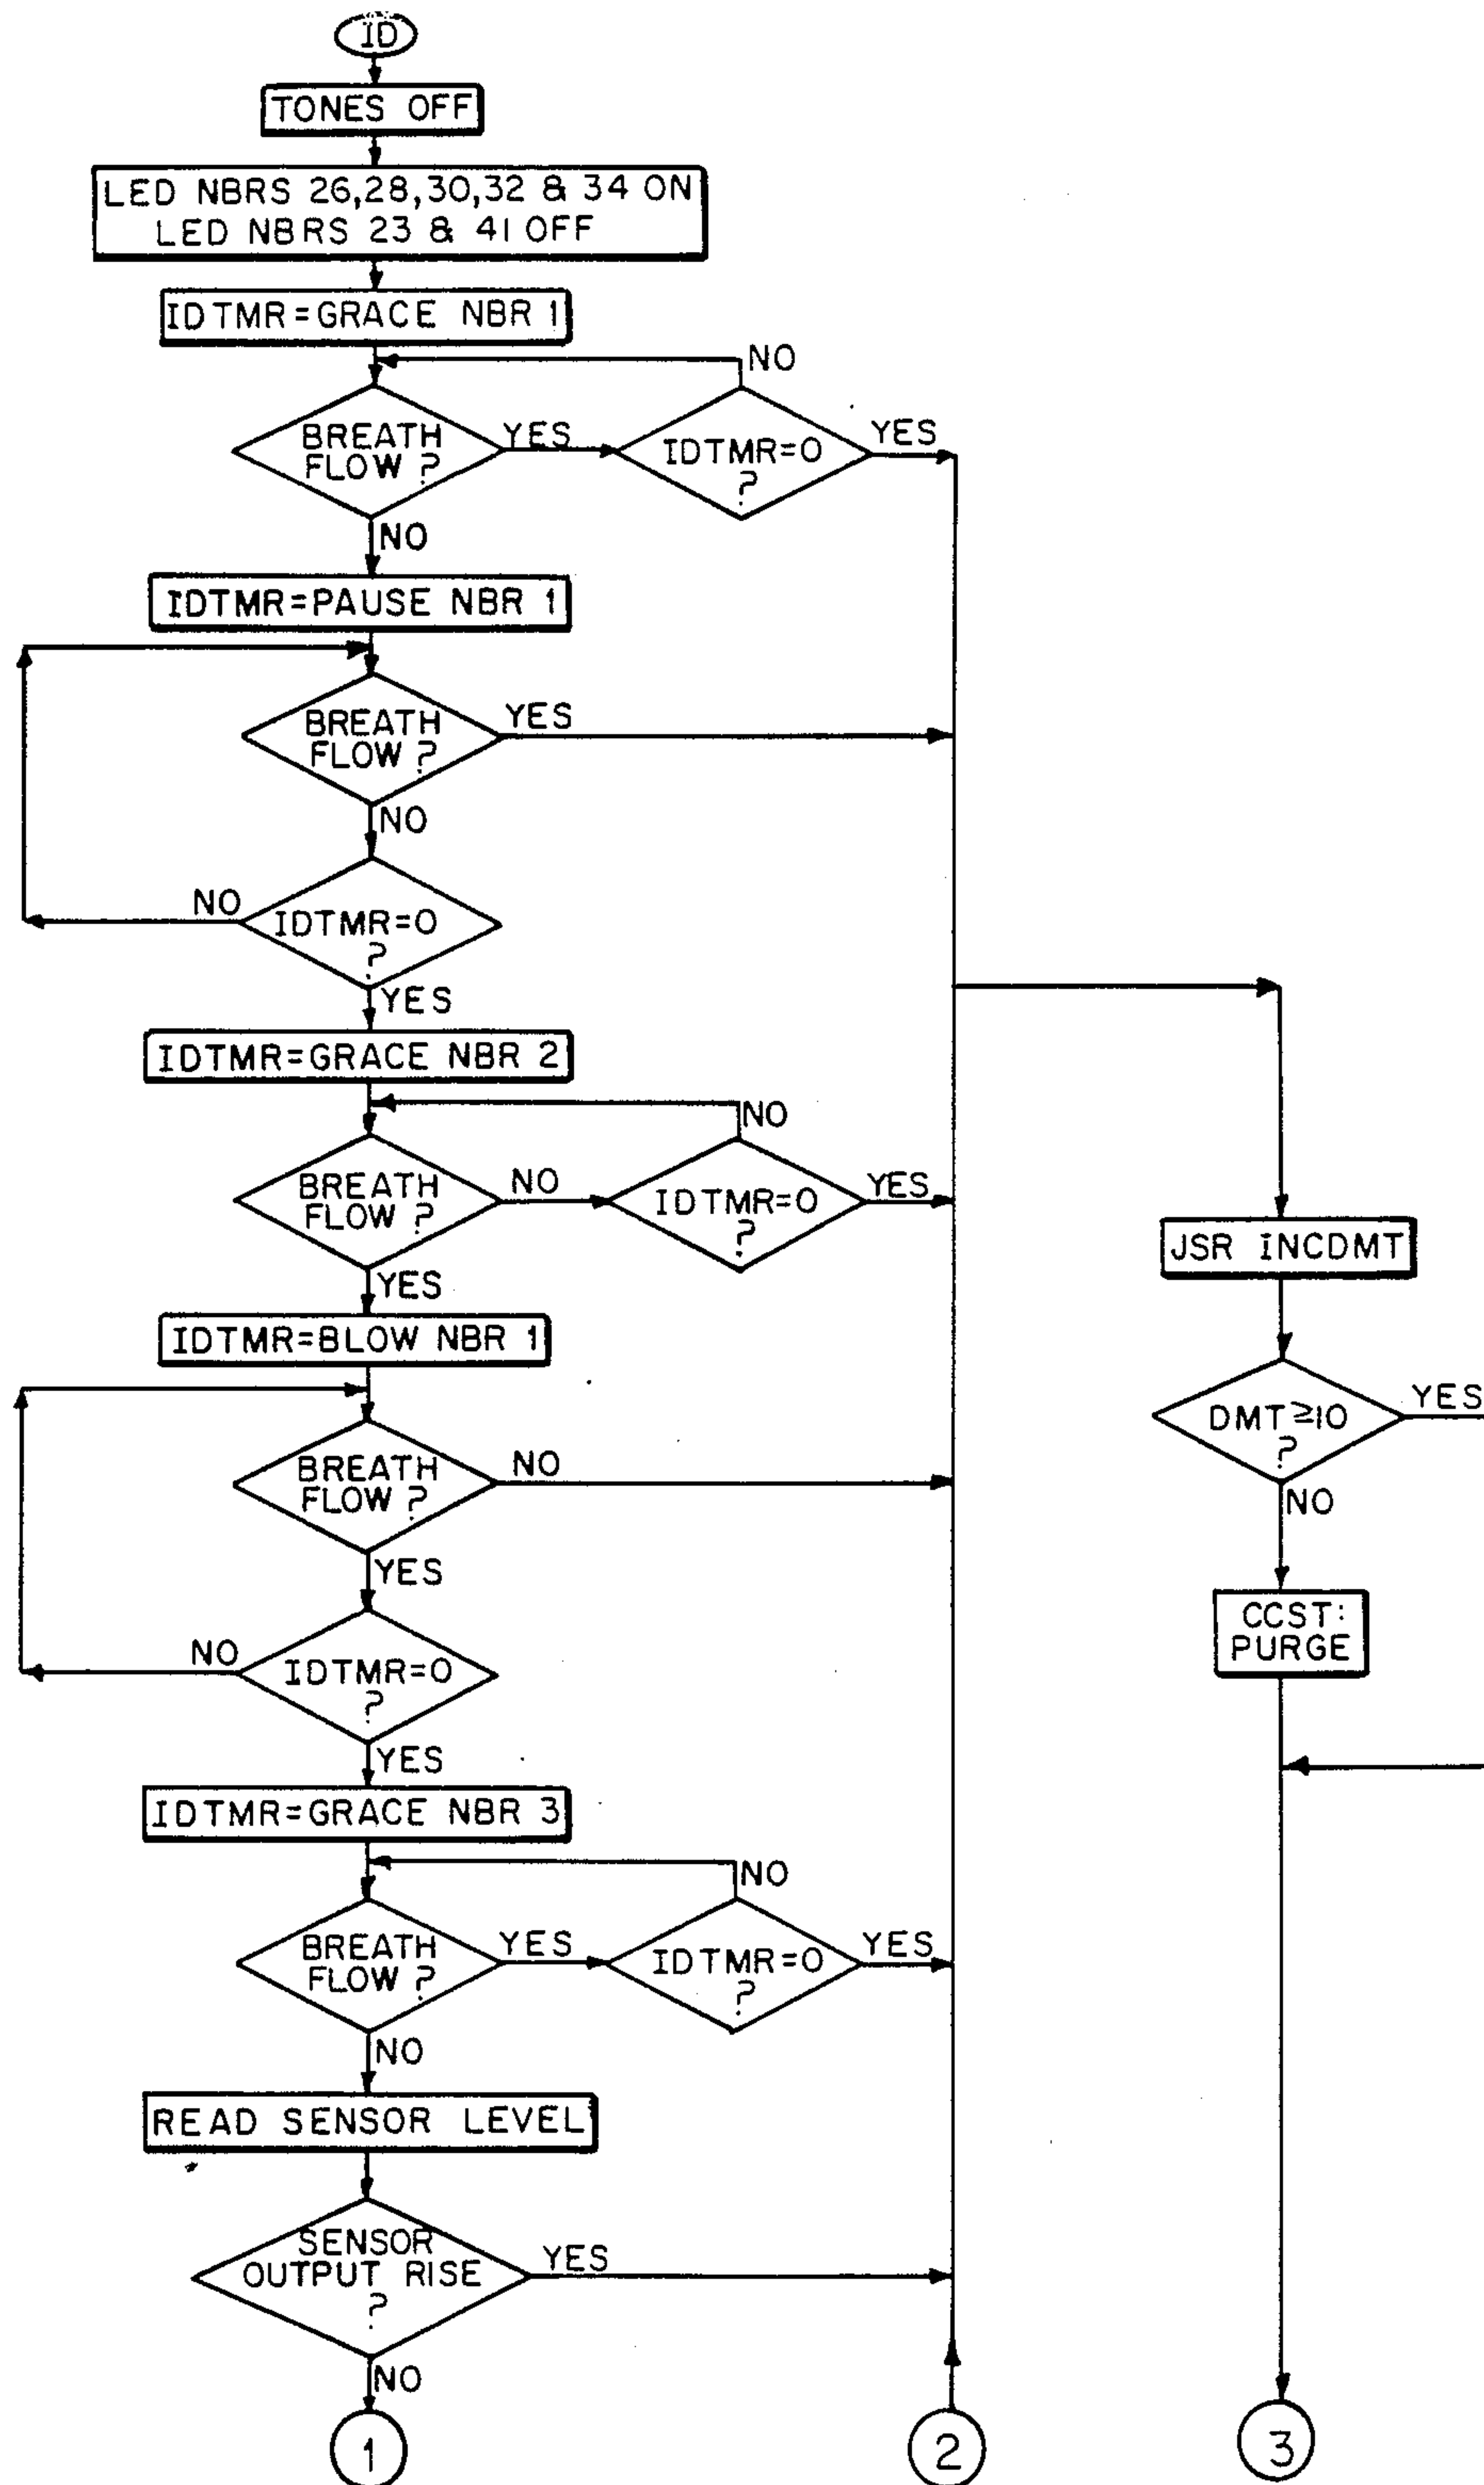 ID
TONES OFF
LED NBRS 26,28,30,32 & 34 ON
LED NBRS 23 & 41 OFF
IDTMR=GRACE NBR 1
NO
BREATH
FLOW ?
YES
IDTMR=0
?
YES
NO
IDTMR=PAUSE NBR 1
BREATH
FLOW ?
YES
NO
NO
IDTMR=0
?
YES
IDTMR=GRACE NBR 2
NO
BREATH
FLOW ?
NO
IDTMR=0
?
YES
YES
IDTMR=BLOW NBR 1
BREATH
FLOW ?
NO
YES
NO
IDTMR=0
?
YES
IDTMR=GRACE NBR 3
NO
BREATH
FLOW ?
YES
IDTMR=0
?
YES
NO
READ SENSOR LEVEL
SENSOR
OUTPUT RISE
?
YES
NO
1
2
JSR INCDMT
DMT≧10
?
YES
NO
CCST:
PURGE
3